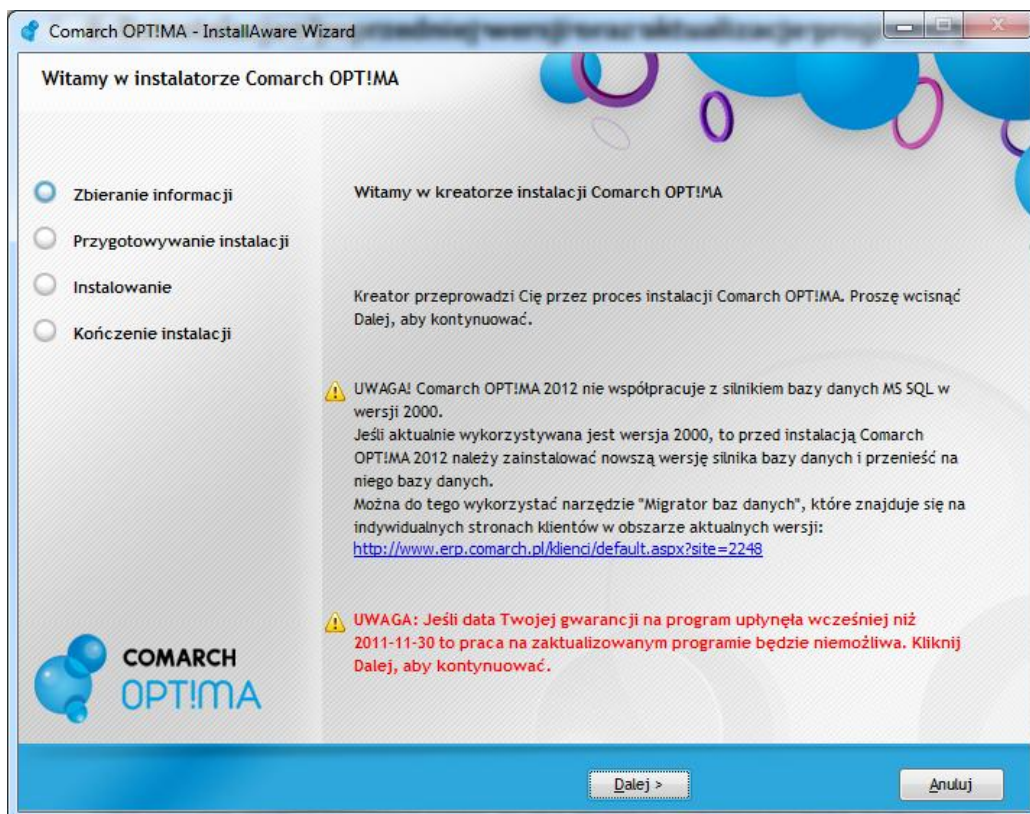 Comarch OPT!MA - InstallAware Wizard
Witamy w instalatorze Comarch OPT!MA
Zbieranie informacji
Przygotowywanie instalacji
Instalowanie
Kończenie instalacji
Witamy w kreatorze instalacji Comarch OPT!MA
Kreator przeprowadzi Cię przez proces instalacji Comarch OPT!MA. Proszę wcisnąć
Dalej, aby kontynuować.
UWAGA! Comarch OPT!MA 2012 nie współpracuje z silnikiem bazy danych MS SQL w
wersji 2000.
Jeśli aktualnie wykorzystywana jest wersja 2000, to przed instalacją Comarch
OPT!MA 2012 należy zainstalować nowszą wersję silnika bazy danych i przenieść na
niego bazy danych.
Można do tego wykorzystać narzędzie "Migrator baz danych", które znajduje się na
indywidualnych stronach klientów w obszarze aktualnych wersji:
http://www.erp.comarch.pl/klienci/default.aspx?site=2248
UWAGA: Jeśli data Twojej gwarancji na program upłynęła wcześniej niż
2011-11-30 to praca na zaktualizowanym programie będzie niemożliwa. Kliknij
Dalej, aby kontynuować.
COMARCH
OPT!MA
Dalej >
Anuluj